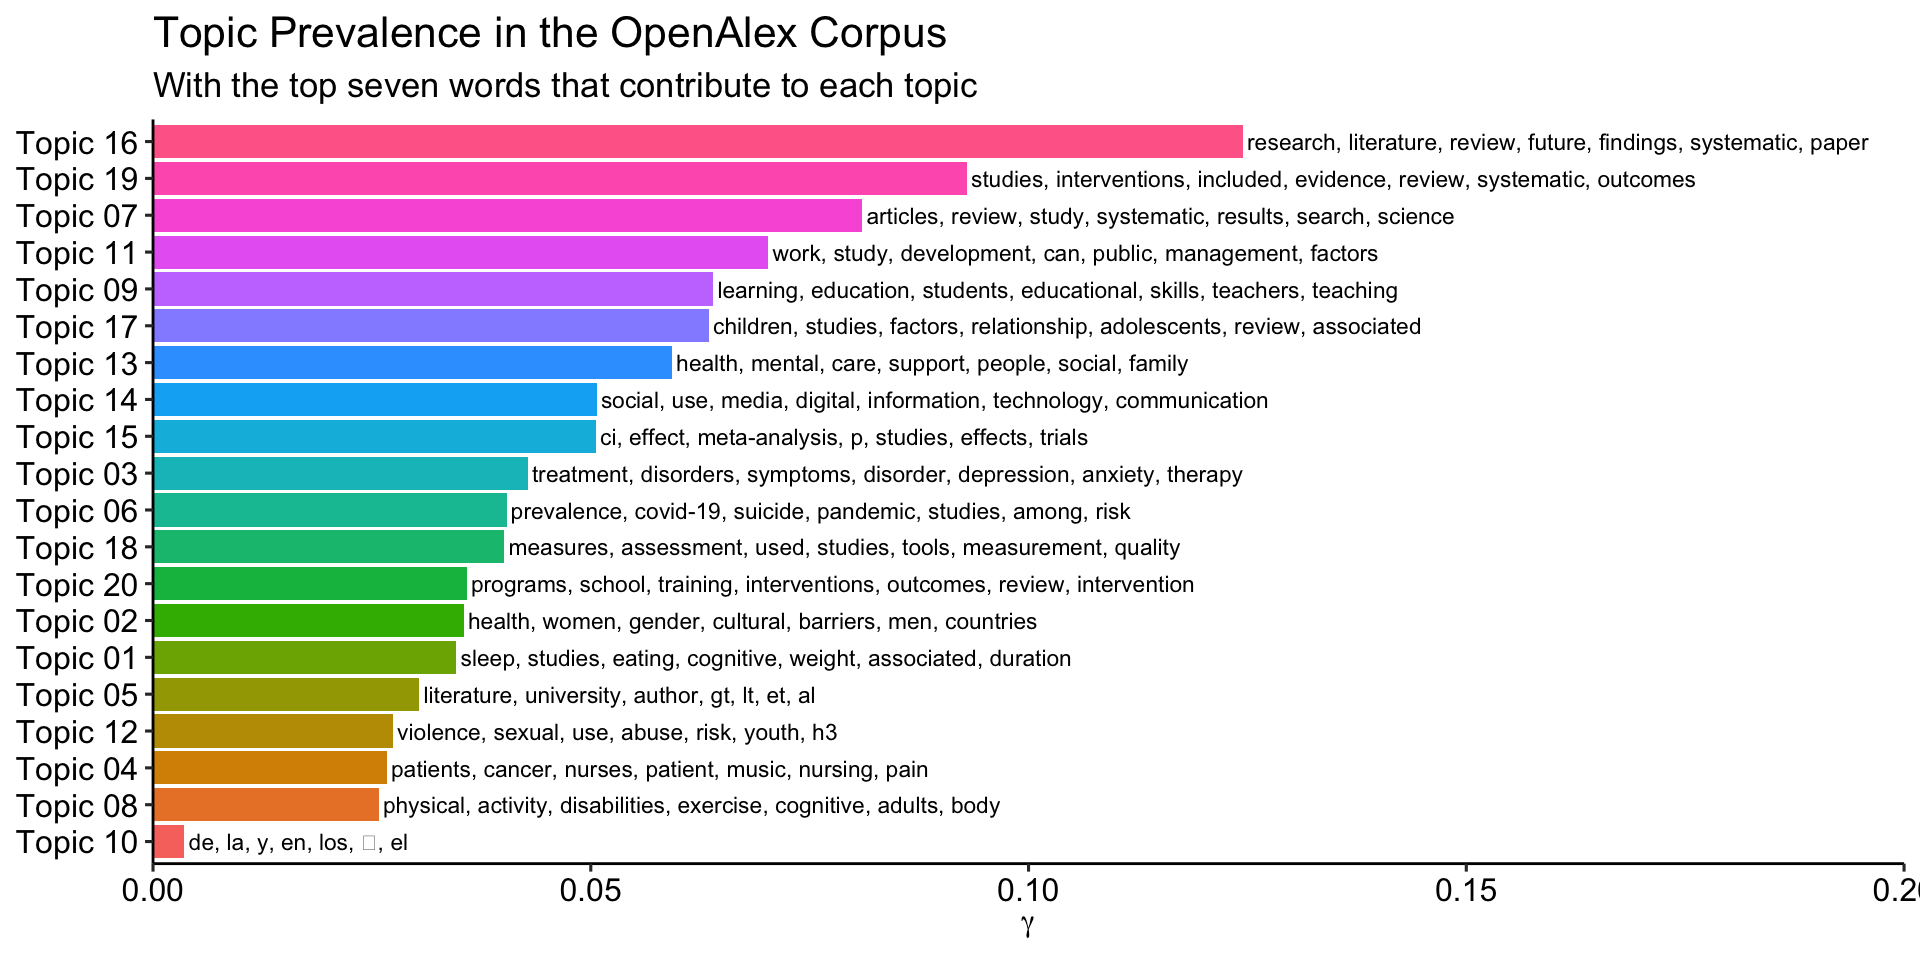 Topic Prevalence in the OpenAlex Corpus
With the top seven words that contribute to each topic
Topic 16 research, literature, review, future, findings, systematic, paper
Topic 19 studies, interventions, included, evidence, review, systematic, outcomes
Topic 07 articles, review, study, systematic, results, search, science
Topic 11 work, study, development, can, public, management, factors
Topic 09 learning, education, students, educational, skills, teachers, teaching
Topic 17 children, studies, factors, relationship, adolescents, review, associated
Topic 13 health, mental, care, support, people, social, family
Topic 14 social, use, media, digital, information, technology, communication
Topic 15 ci, effect, meta-analysis, p, studies, effects, trials
Topic 03 treatment, disorders, symptoms, disorder, depression, anxiety, therapy
Topic 06 prevalence, covid-19, suicide, pandemic, studies, among, risk
Topic 18 measures, assessment, used, studies, tools, measurement, quality
Topic 20 programs, school, training, interventions, outcomes, review, intervention
Topic 02 health, women, gender, cultural, barriers, men, countries
Topic 01 sleep, studies, eating, cognitive, weight, associated, duration
Topic 05 literature, university, author, gt, lt, et, al
Topic 12 violence, sexual, use, abuse, risk, youth, h3
Topic 04 patients, cancer, nurses, patient, music, nursing, pain
Topic 08 physical, activity, disabilities, exercise, cognitive, adults, body
Topic 10 de, la, y, en, los, □, el
0.00 0.05 0.10 0.15 0.20
γ